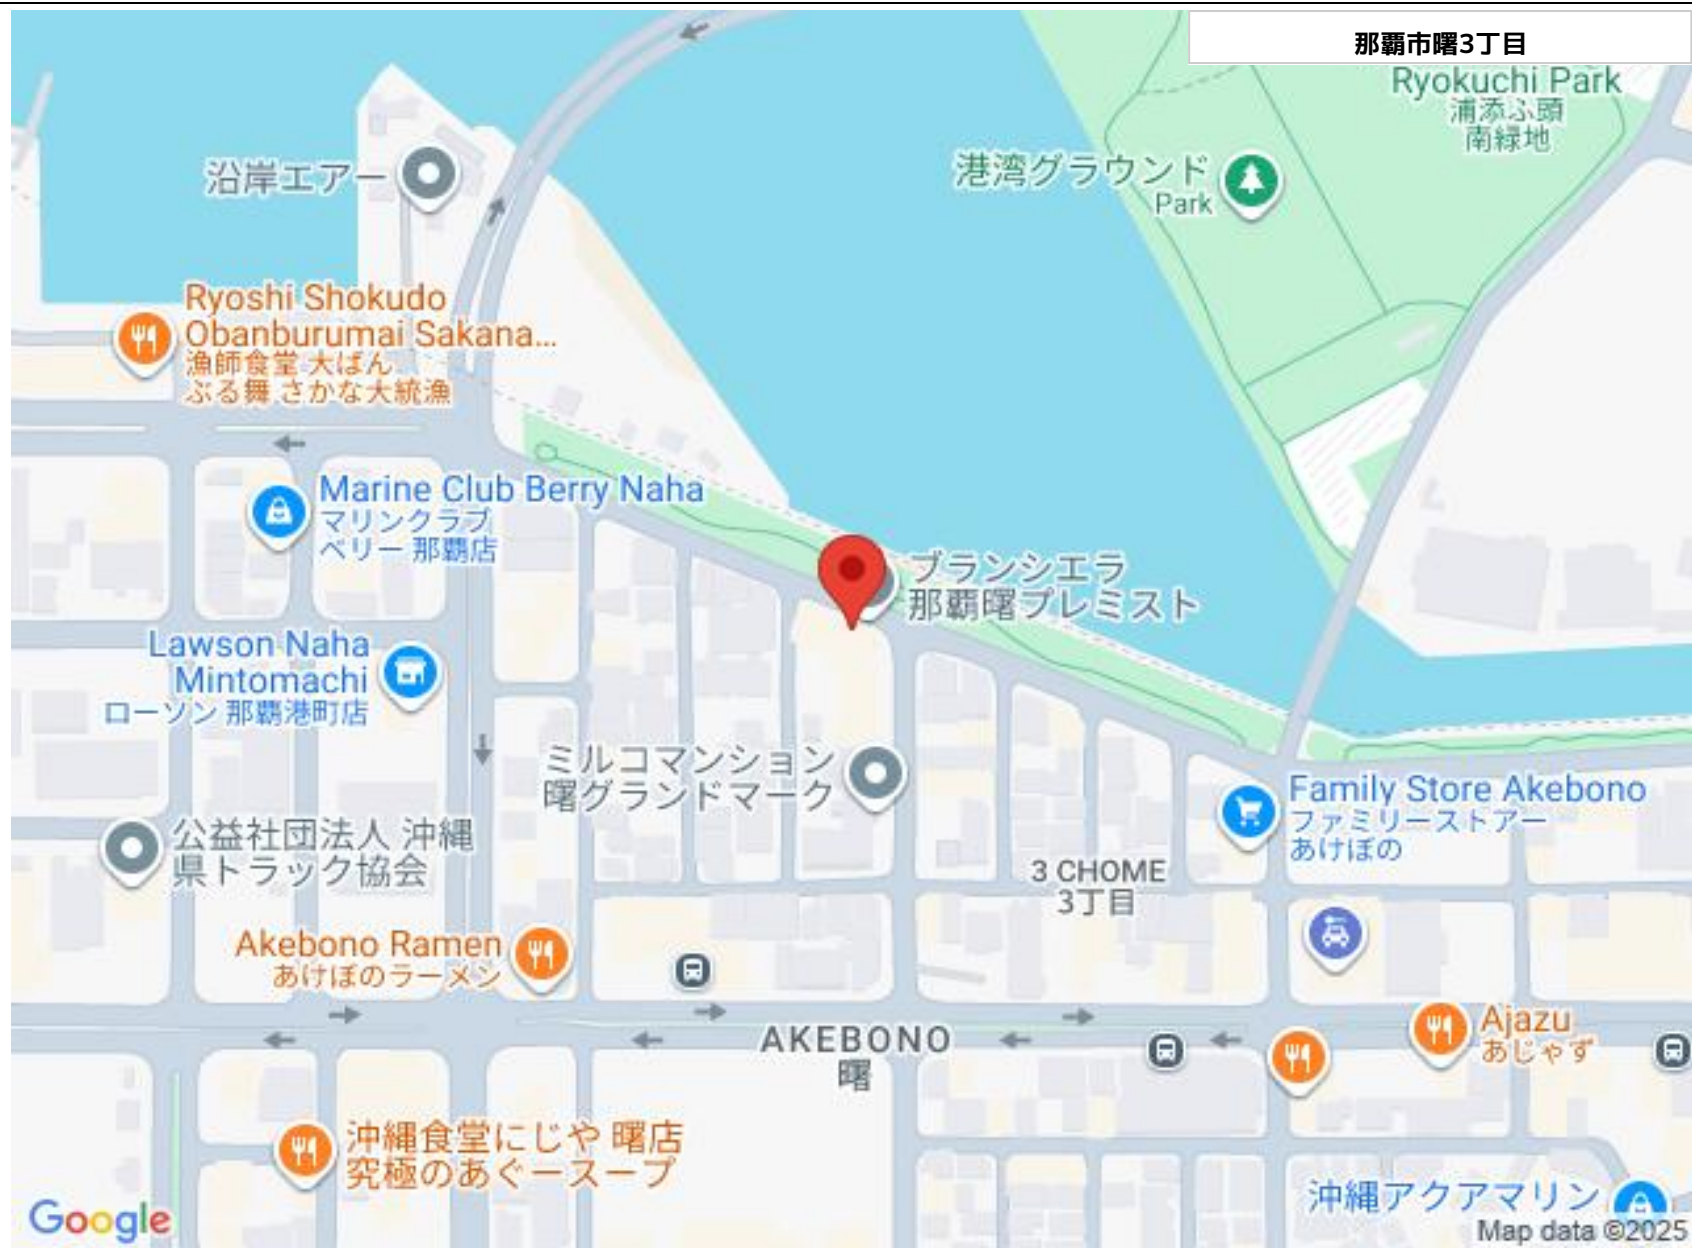 那覇市曙3丁目
Ryokuchi Park
浦添ふ頭
南緑地
沿岸エアー
港湾グラウンド
Park
Ryoshi Shokudo
Obanburumai Sakana...
漁師食堂 大ばん
ぶる舞 さかな大統漁
Marine Club Berry Naha
マリンクラブ
ベリー 那覇店
ブランシエラ
那覇曙プレミスト
Lawson Naha
Mintomachi
ローソン 那覇港町店
ミルコマンション
曙グランドマーク
Family Store Akebono
ファミリーストアー
あけぼの
公益社団法人 沖縄
県トラック協会
3 CHOME
3丁目
Akebono Ramen
あけぼのラーメン
Ajazu
あじゃず
AKEBONO
曙
沖縄食堂にじや 曙店
究極のあぐースープ
沖縄アクアマリン
Google
Map data ©2025